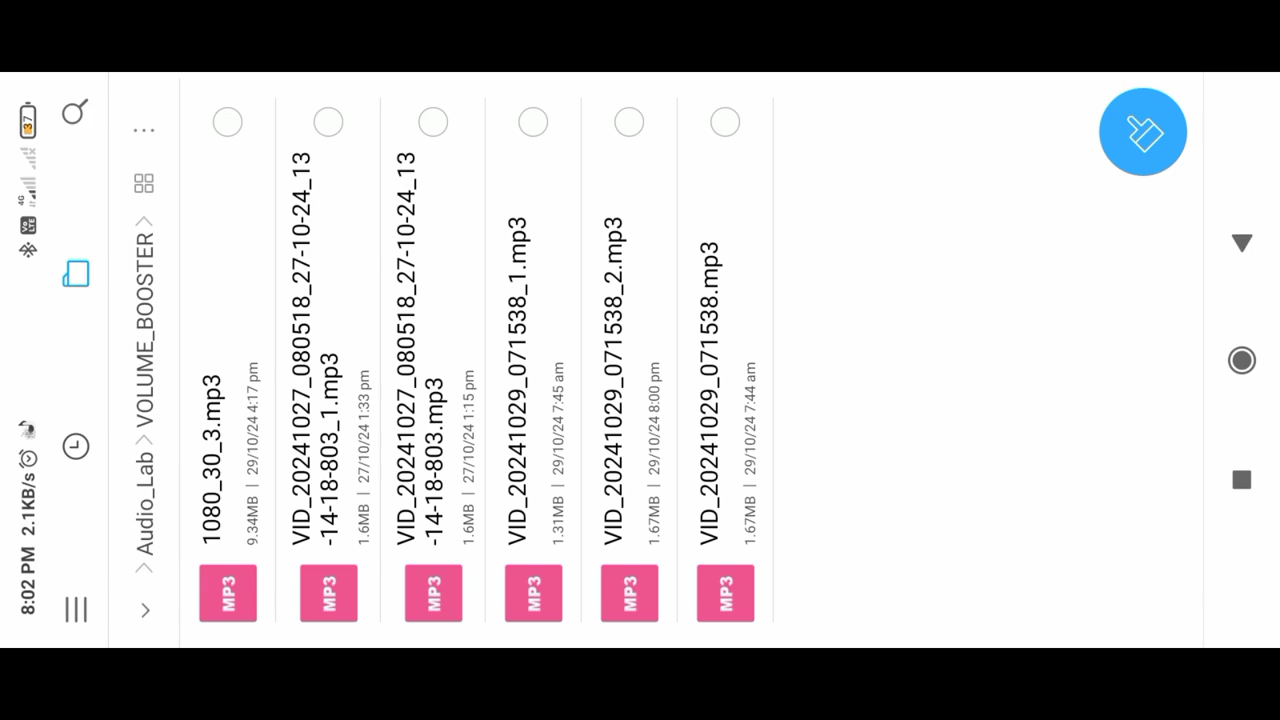 8:02 PM 2.1KB/s
4G
Vo
LTE
37
> Audio_Lab > VOLUME_BOOSTER >
MP3
1080_30_3.mp3
9.34MB | 29/10/24 4:17 pm
MP3
VID_20241027_080518_27-10-24_13
-14-18-803_1.mp3
1.6MB | 27/10/24 1:33 pm
MP3
VID_20241027_080518_27-10-24_13
-14-18-803.mp3
1.6MB | 27/10/24 1:15 pm
MP3
VID_20241029_071538_1.mp3
1.31MB | 29/10/24 7:45 am
MP3
VID_20241029_071538_2.mp3
1.67MB | 29/10/24 8:00 pm
MP3
VID_20241029_071538.mp3
1.67MB | 29/10/24 7:44 am